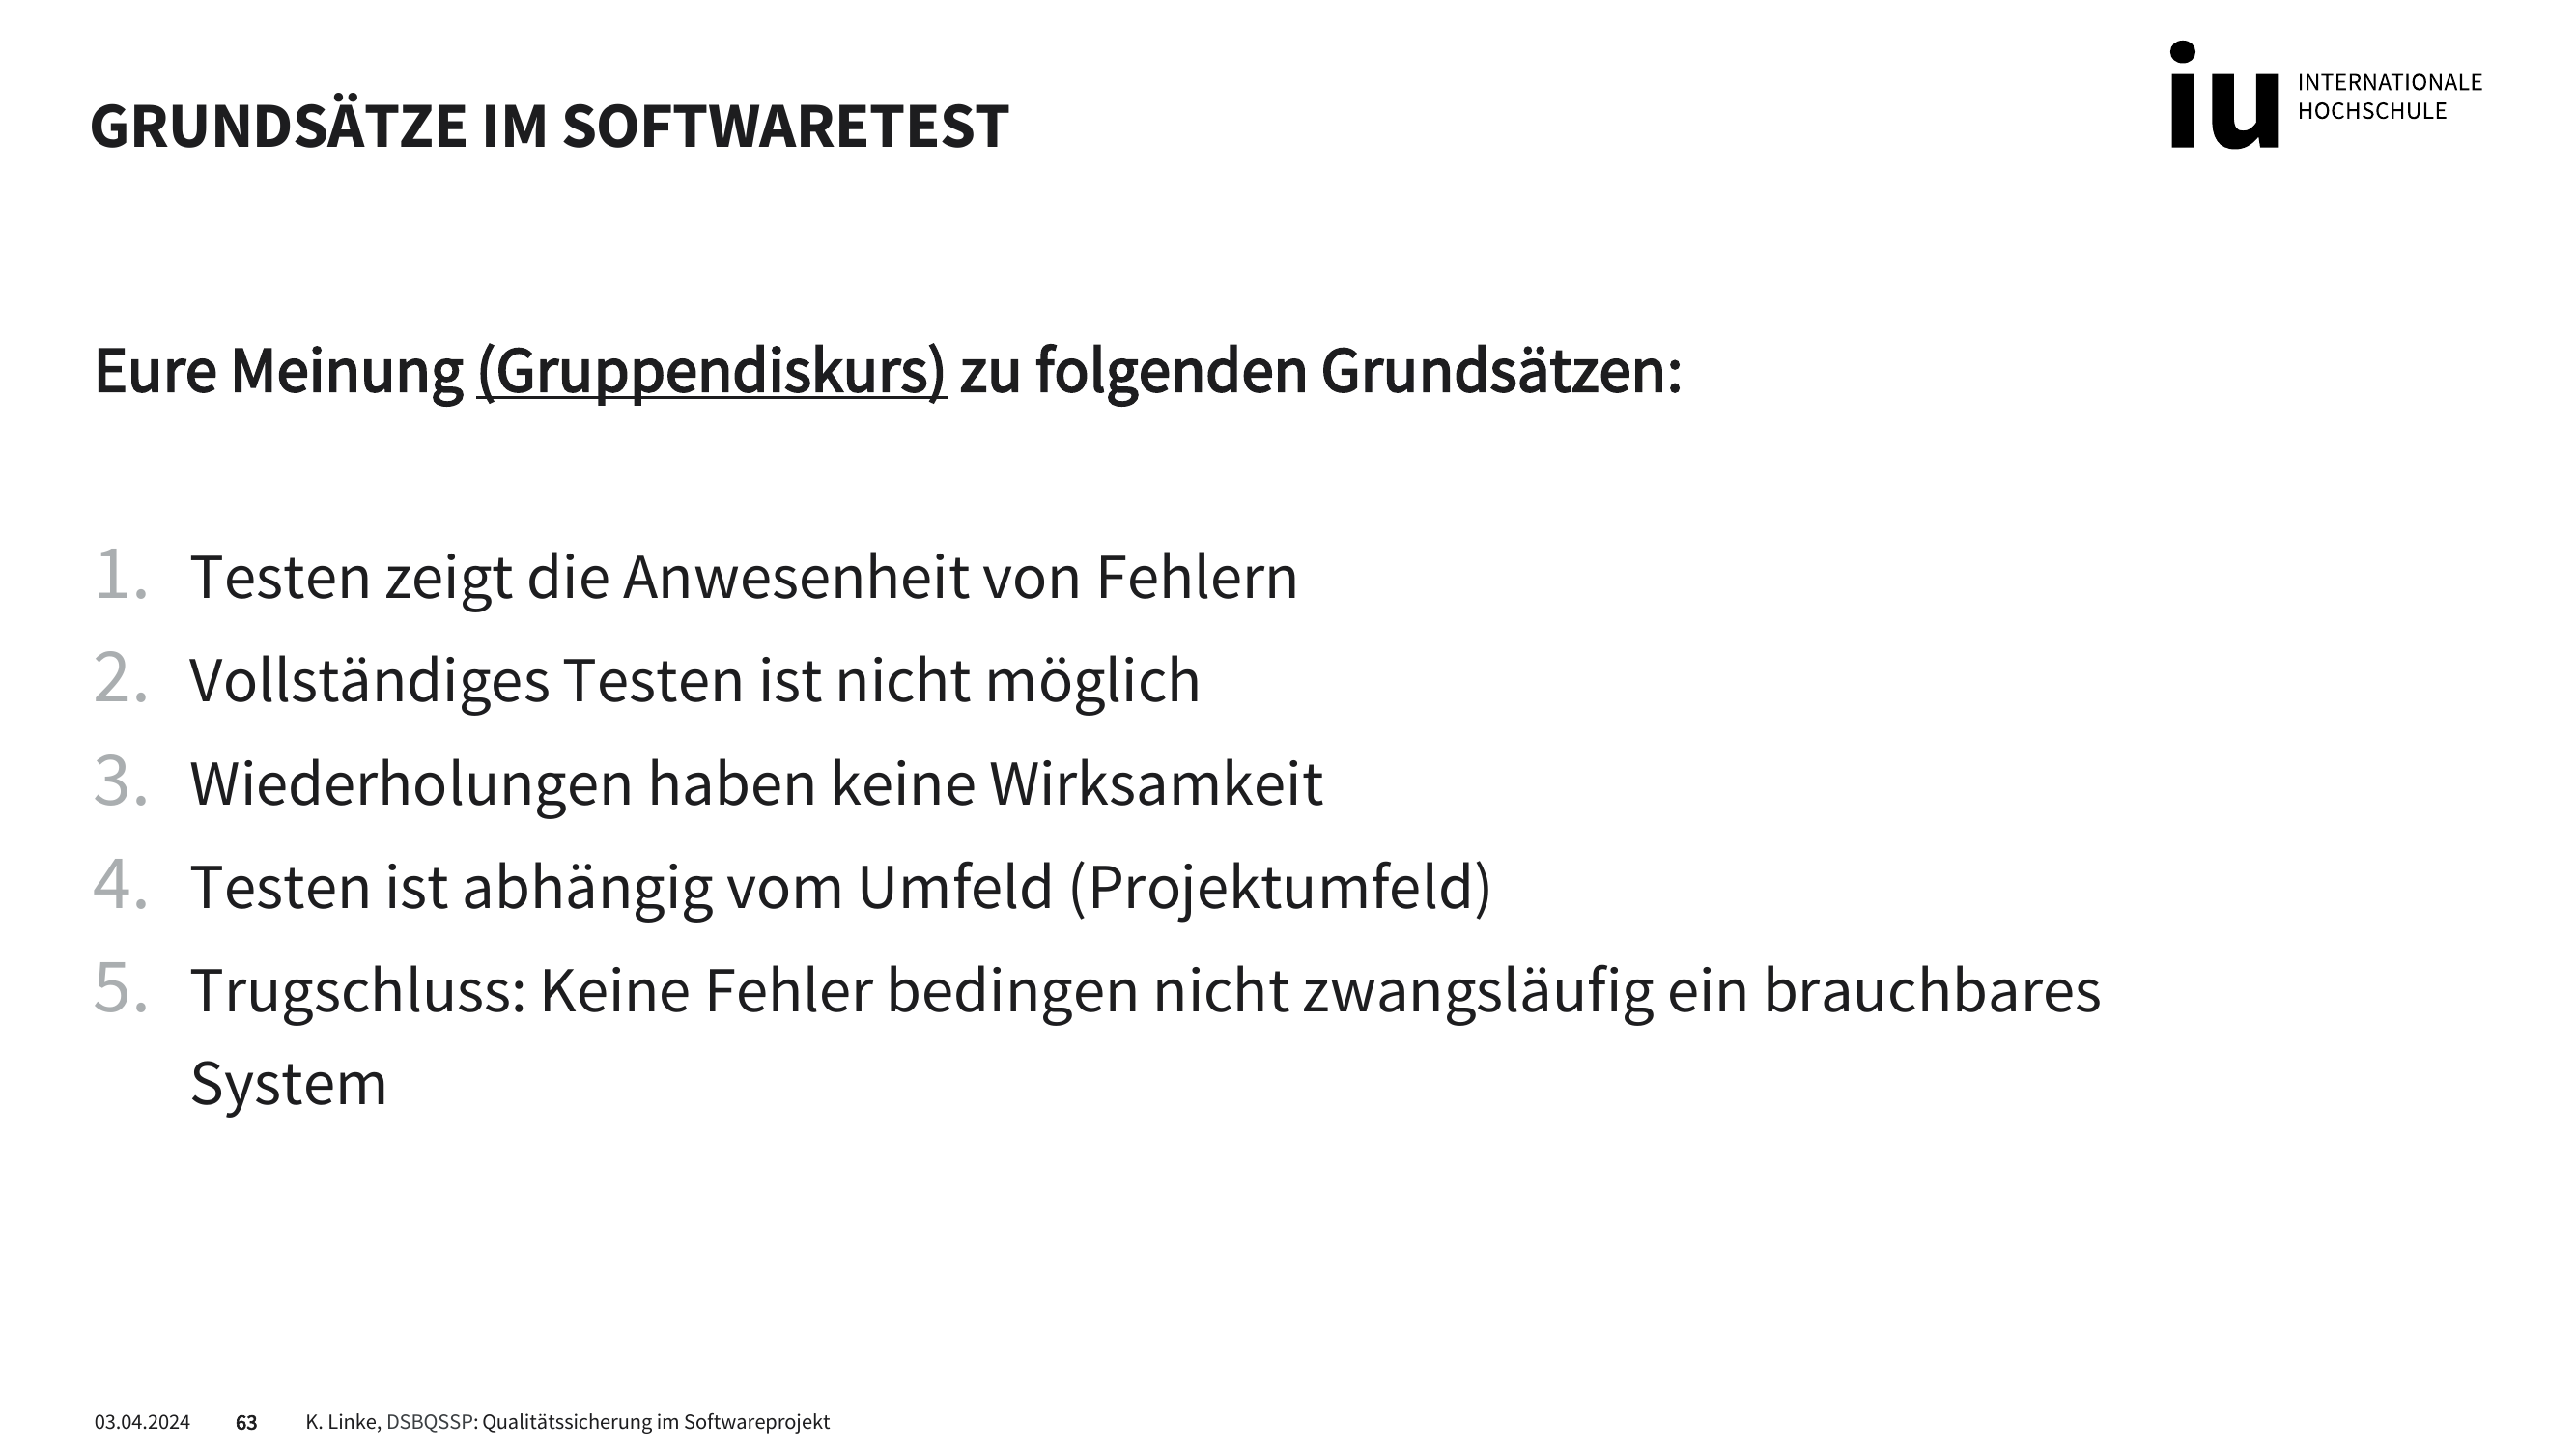 GRUNDSÄTZE IM SOFTWARETEST
iu
INTERNATIONALE
HOCHSCHULE
Eure Meinung (Gruppendiskurs) zu folgenden Grundsätzen:
1. Testen zeigt die Anwesenheit von Fehlern
2. Vollständiges Testen ist nicht möglich
3. Wiederholungen haben keine Wirksamkeit
4. Testen ist abhängig vom Umfeld (Projektumfeld)
5. Trugschluss: Keine Fehler bedingen nicht zwangsläufig ein brauchbares
System
03.04.2024 63 K. Linke, DSBQSSP: Qualitätssicherung im Softwareprojekt